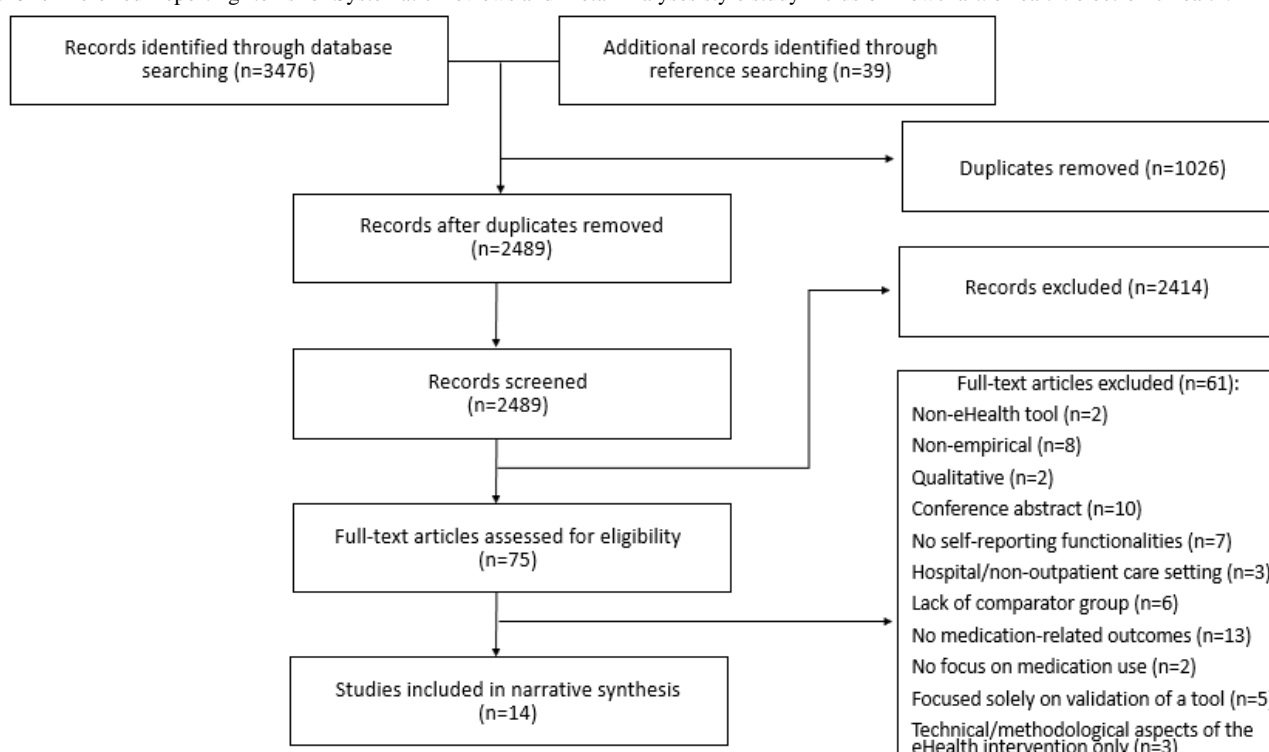 Records identified through database
searching (n=3476)
Additional records identified through
reference searching (n=39)
Duplicates removed (n=1026)
Records after duplicates removed
(n=2489)
Records excluded (n=2414)
Records screened
(n=2489)
Full-text articles assessed for eligibility
(n=75)
Full-text articles excluded (n=61):
Non-eHealth tool (n=2)
Non-empirical (n=8)
Qualitative (n=2)
Conference abstract (n=10)
No self-reporting functionalities (n=7)
Hospital/non-outpatient care setting (n=3)
Lack of comparator group (n=6)
No medication-related outcomes (n=13)
No focus on medication use (n=2)
Focused solely on validation of a tool (n=5
Technical/methodological aspects of the
eHealth intervention only (n=3)
Studies included in narrative synthesis
(n=14)